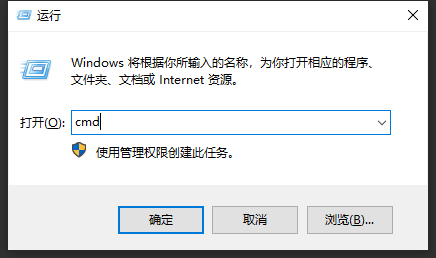 运行
Windows 将根据你所输入的名称，为你打开相应的程序、
文件夹、文档或 Internet 资源。
打开(O): cmd
使用管理权限创建此任务。
确定 取消 浏览(B)...